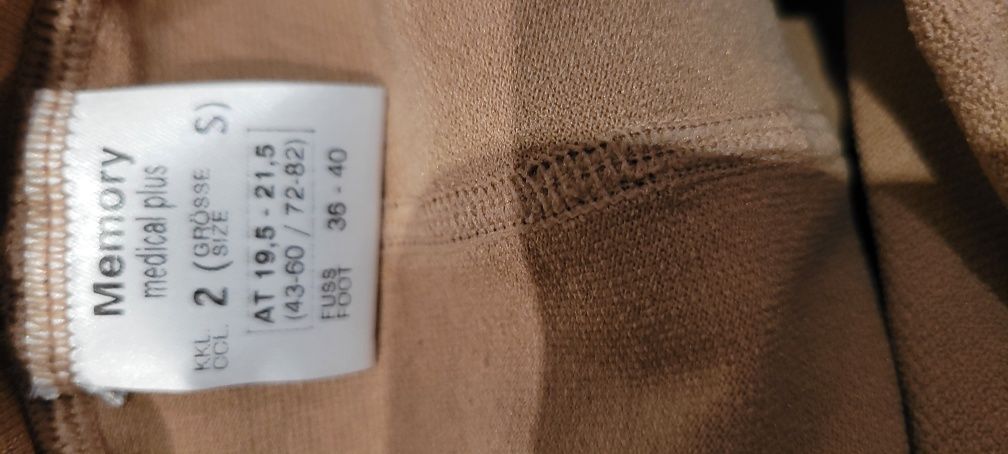 Memory
medical plus
KKL
CCL. 2 (GRÖSSE
SIZE S)
AT 19,5 - 21,5
(43-60 / 72-82)
FUSS
FOOT 36 - 40